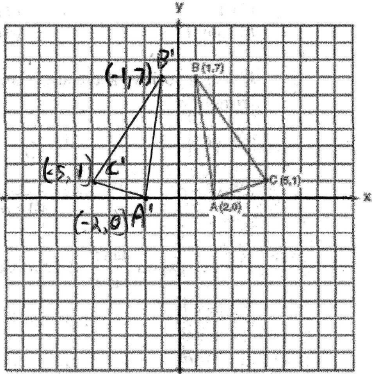 y
B'
(-1,7)
B (1,7)
(-5, 1)
C'
C (5,1)
x
(-2,0)
A'
A (2,0)